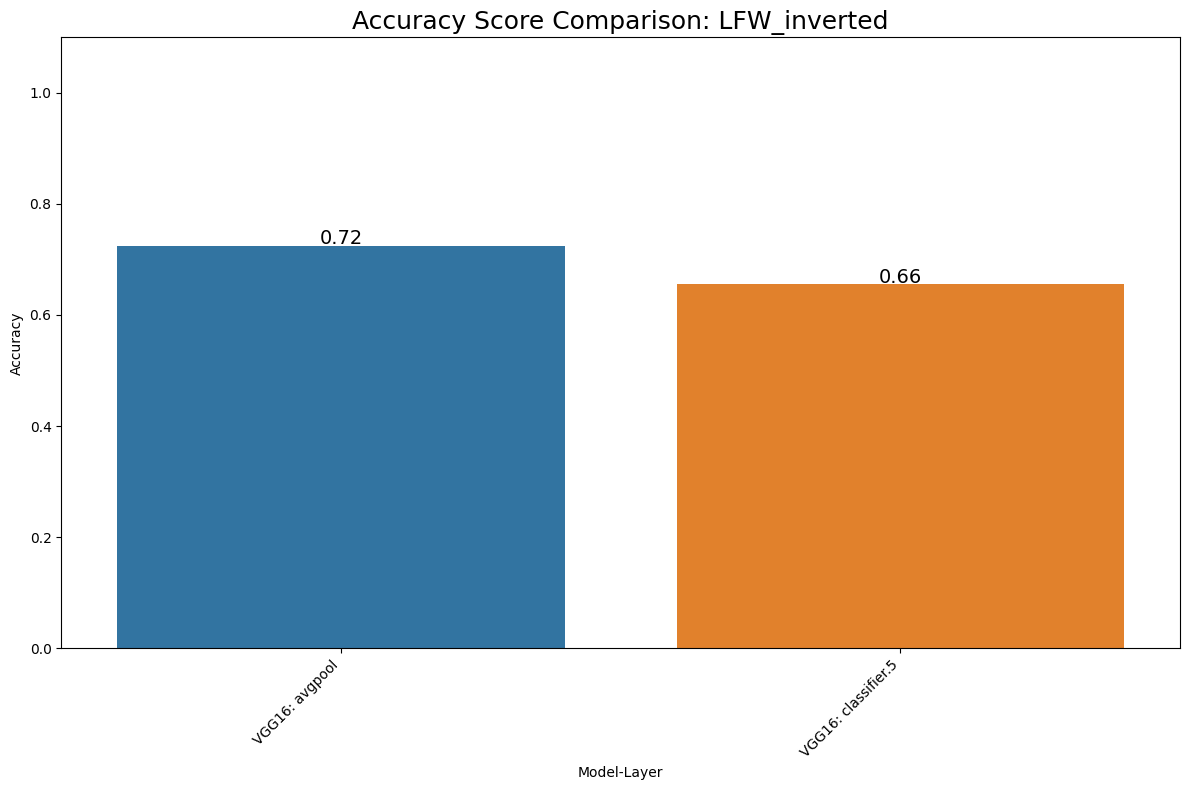 Accuracy Score Comparison: LFW_inverted
1.0
0.8
0.6
0.4
0.2
0.0
Accuracy
0.72
0.66
VGG16: avgpool
VGG16: classifier.5
Model-Layer